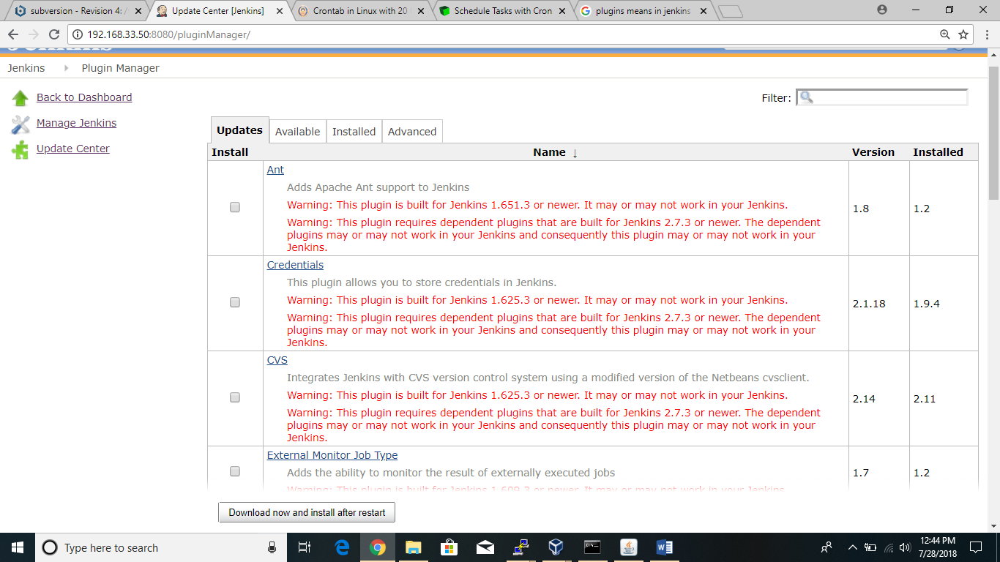 subversion - Revision 4: /
Update Center [Jenkins]
Crontab in Linux with 20
Schedule Tasks with Cron
plugins means in jenkins
192.168.33.50:8080/pluginManager/
Jenkins Plugin Manager
Back to Dashboard
Manage Jenkins
Update Center
Filter:
Updates Available Installed Advanced
Install Name ↓ Version Installed
Ant
Adds Apache Ant support to Jenkins
Warning: This plugin is built for Jenkins 1.651.3 or newer. It may or may not work in your Jenkins.
Warning: This plugin requires dependent plugins that are built for Jenkins 2.7.3 or newer. The dependent
plugins may or may not work in your Jenkins and consequently this plugin may or may not work in your
Jenkins.
1.8 1.2
Credentials
This plugin allows you to store credentials in Jenkins.
Warning: This plugin is built for Jenkins 1.625.3 or newer. It may or may not work in your Jenkins.
Warning: This plugin requires dependent plugins that are built for Jenkins 2.7.3 or newer. The dependent
plugins may or may not work in your Jenkins and consequently this plugin may or may not work in your
Jenkins.
2.1.18 1.9.4
CVS
Integrates Jenkins with CVS version control system using a modified version of the Netbeans cvsclient.
Warning: This plugin is built for Jenkins 1.625.3 or newer. It may or may not work in your Jenkins.
Warning: This plugin requires dependent plugins that are built for Jenkins 2.7.3 or newer. The dependent
plugins may or may not work in your Jenkins and consequently this plugin may or may not work in your
Jenkins.
2.14 2.11
External Monitor Job Type
Adds the ability to monitor the result of externally executed jobs
Warning: This plugin is built for Jenkins 1.609.3 or newer. It may or may not work in your Jenkins.
1.7 1.2
Download now and install after restart
Type here to search
12:44 PM
7/28/2018